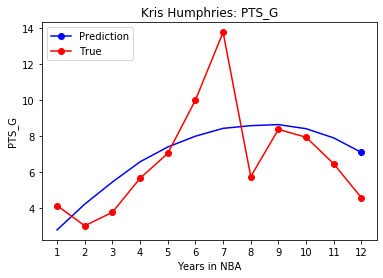 Kris Humphries: PTS_G
Prediction
True
14
12
10
8
6
4
PTS_G
1 2 3 4 5 6 7 8 9 10 11 12
Years in NBA